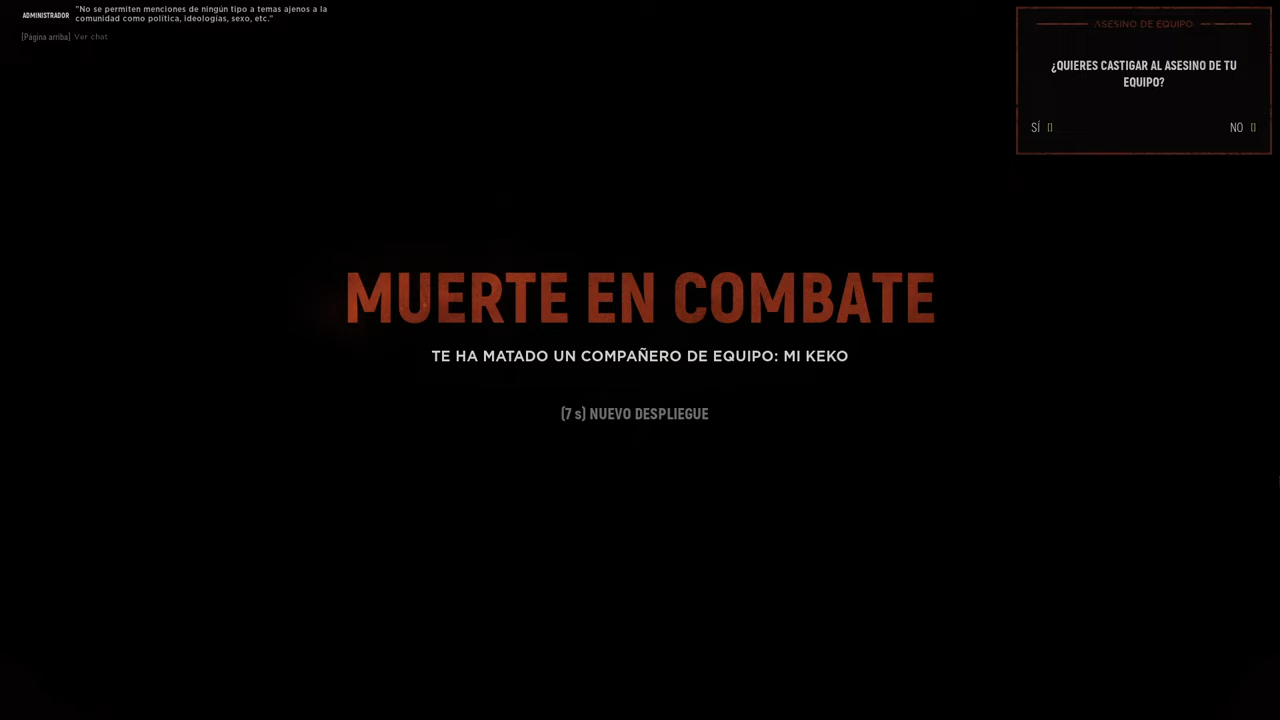 ADMINISTRADOR "No se permiten menciones de ningún tipo a temas ajenos a la
comunidad como política, ideologías, sexo, etc."
[Página arriba] Ver chat
ASESINO DE EQUIPO
¿QUIERES CASTIGAR AL ASESINO DE TU
EQUIPO?
SÍ [] NO []
MUERTE EN COMBATE
TE HA MATADO UN COMPAÑERO DE EQUIPO: MI KEKO
(7 s) NUEVO DESPLIEGUE